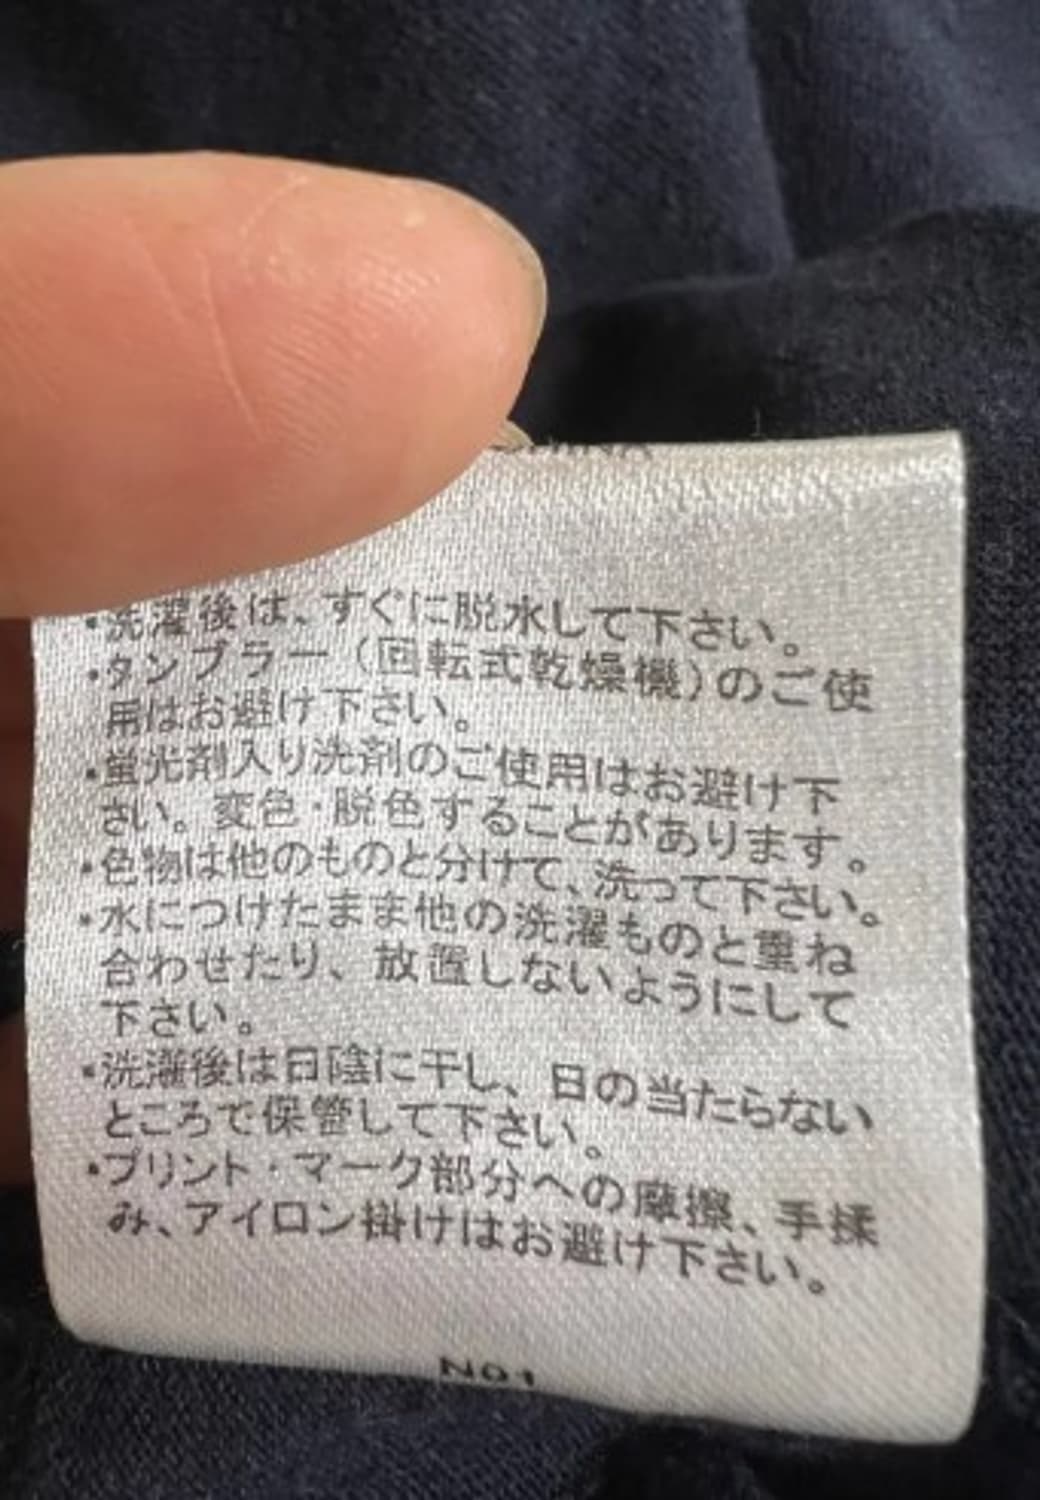 ・洗濯後は、すぐに脱水して下さい。
・タンブラー（回転式乾燥機）のご使
用はお避け下さい。
・蛍光剤入り洗剤のご使用はお避け下
さい。変色・脱色することがあります。
・色物は他のものと分けて、洗って下さい。
・水につけたまま他の洗濯ものと重ね
合わせたり、放置しないようにして
下さい。
・洗濯後は日陰に干し、日の当たらない
ところで保管して下さい。
・プリント・マーク部分への摩擦、手揉
み、アイロン掛けはお避け下さい。
N01